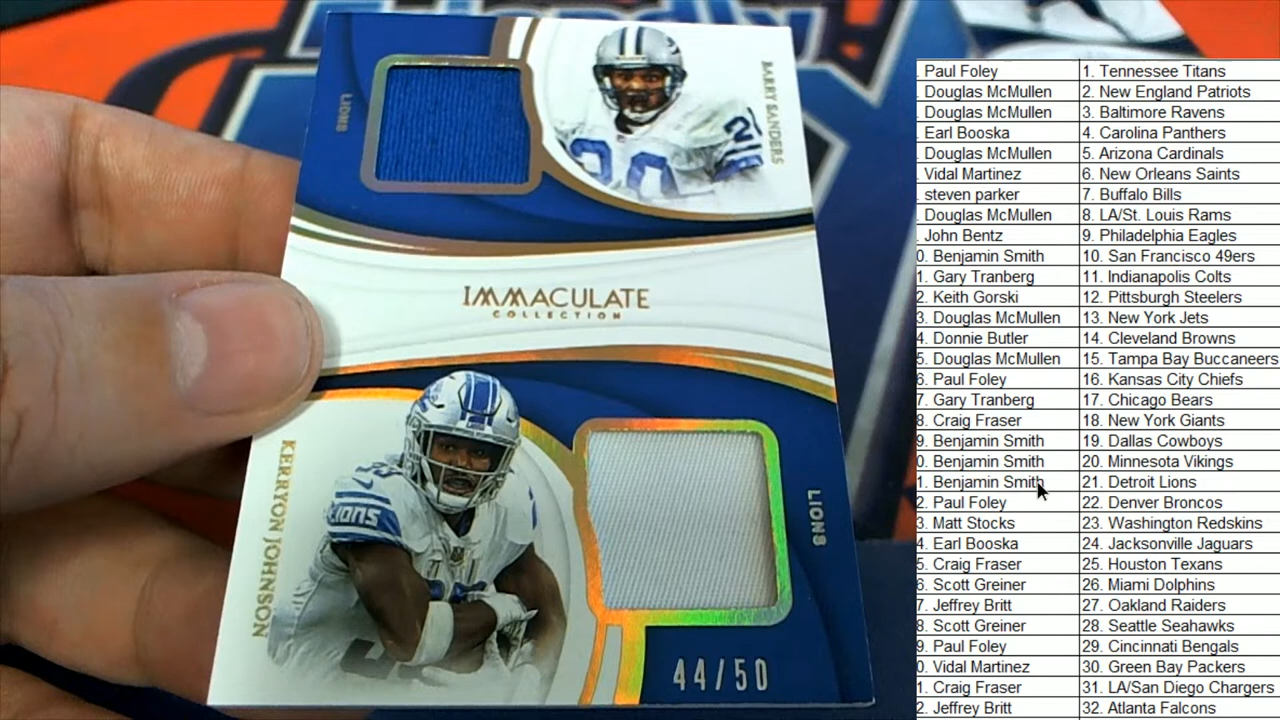 LIONS
BARRY SANDERS
20
IMMACULATE
COLLECTION
KERRYON JOHNSON
LIONS
LIONS
44/50
. Paul Foley 1. Tennessee Titans
. Douglas McMullen 2. New England Patriots
. Douglas McMullen 3. Baltimore Ravens
. Earl Booska 4. Carolina Panthers
. Douglas McMullen 5. Arizona Cardinals
. Vidal Martinez 6. New Orleans Saints
. steven parker 7. Buffalo Bills
. Douglas McMullen 8. LA/St. Louis Rams
. John Bentz 9. Philadelphia Eagles
0. Benjamin Smith 10. San Francisco 49ers
1. Gary Tranberg 11. Indianapolis Colts
2. Keith Gorski 12. Pittsburgh Steelers
3. Douglas McMullen 13. New York Jets
4. Donnie Butler 14. Cleveland Browns
5. Douglas McMullen 15. Tampa Bay Buccaneers
6. Paul Foley 16. Kansas City Chiefs
7. Gary Tranberg 17. Chicago Bears
8. Craig Fraser 18. New York Giants
9. Benjamin Smith 19. Dallas Cowboys
0. Benjamin Smith 20. Minnesota Vikings
1. Benjamin Smith 21. Detroit Lions
2. Paul Foley 22. Denver Broncos
3. Matt Stocks 23. Washington Redskins
4. Earl Booska 24. Jacksonville Jaguars
5. Craig Fraser 25. Houston Texans
6. Scott Greiner 26. Miami Dolphins
7. Jeffrey Britt 27. Oakland Raiders
8. Scott Greiner 28. Seattle Seahawks
9. Paul Foley 29. Cincinnati Bengals
0. Vidal Martinez 30. Green Bay Packers
1. Craig Fraser 31. LA/San Diego Chargers
2. Jeffrey Britt 32. Atlanta Falcons